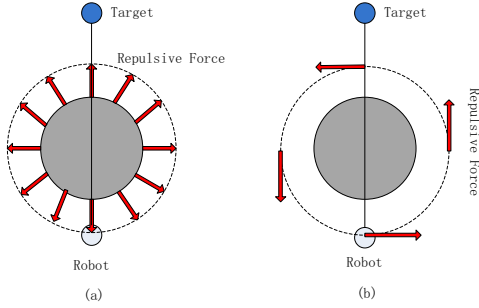 Target
Repulsive Force
Robot
(a)
Target
Repulsive Force
Robot
(b)